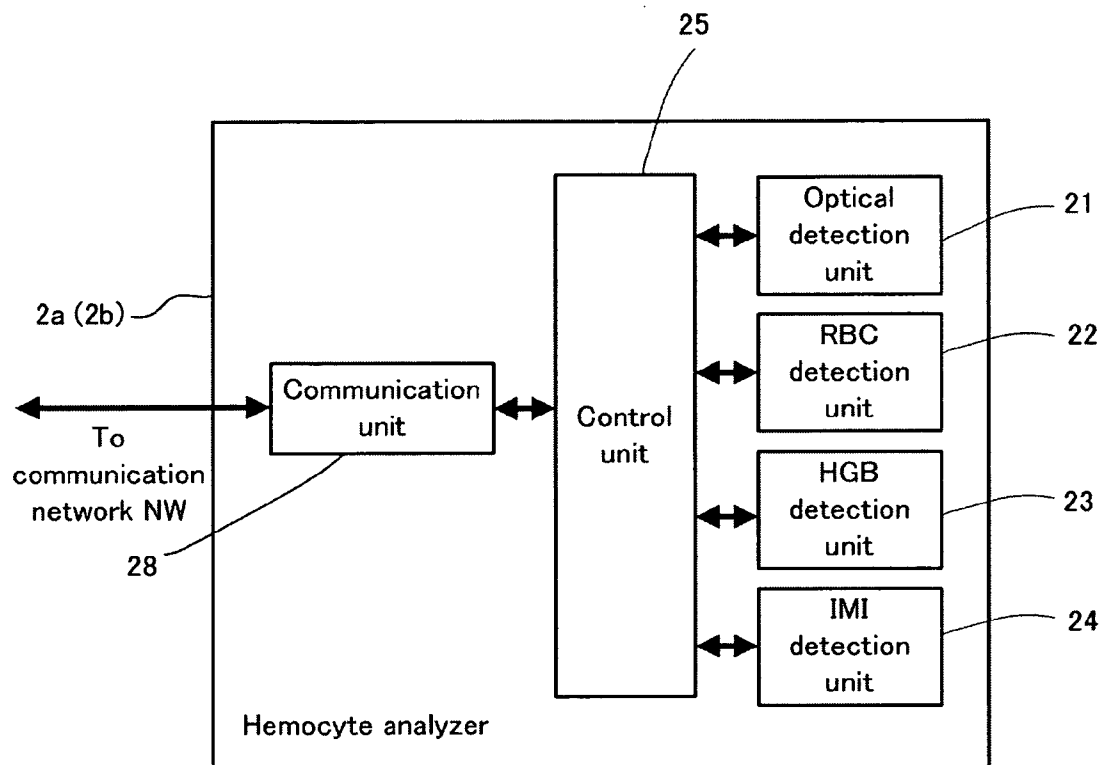 25
Optical
detection
unit
21
2a (2b)
RBC
detection
unit
22
Communication
unit
Control
unit
To
communication
network NW
HGB
detection
unit
23
28
IMI
detection
unit
24
Hemocyte analyzer